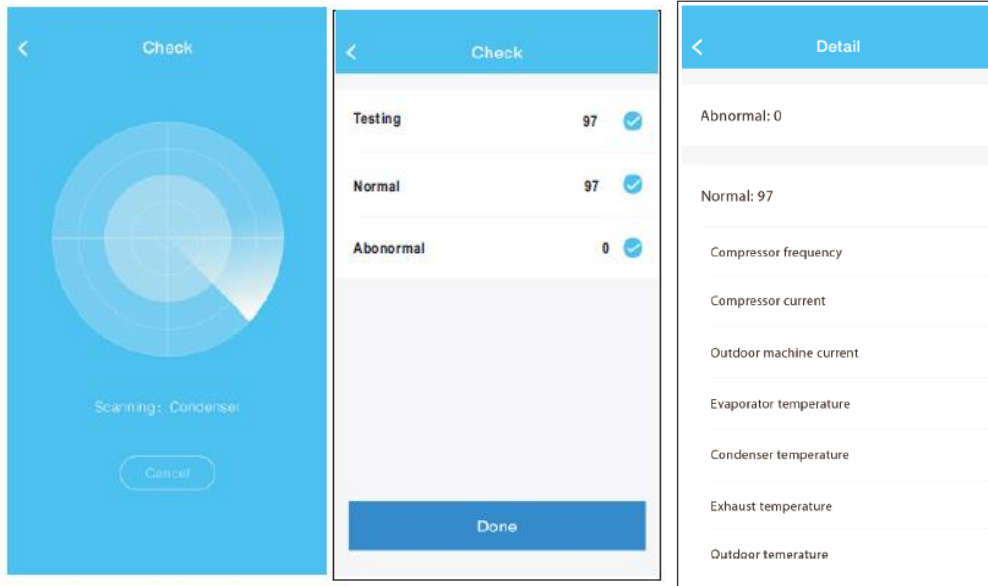 Check
Scanning: Condenser
Cancel
Check
Testing 97
Normal 97
Abonormal 0
Done
Detail
Abnormal: 0
Normal: 97
Compressor frequency
Compressor current
Outdoor machine current
Evaporator temperature
Condenser temperature
Exhaust temperature
Outdoor temerature